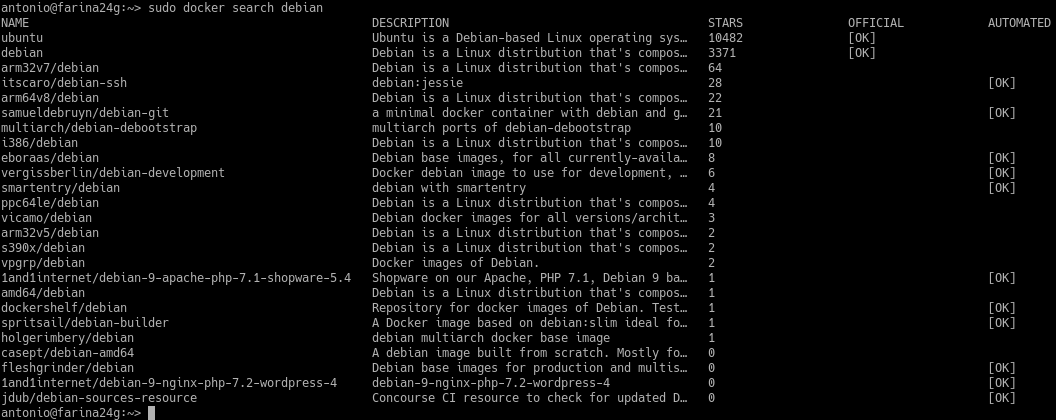 antonio@farina24g:~> sudo docker search debian
NAME DESCRIPTION STARS OFFICIAL AUTOMATED
ubuntu Ubuntu is a Debian-based Linux operating sys… 10482 [OK]
debian Debian is a Linux distribution that's compos… 3371 [OK]
arm32v7/debian Debian is a Linux distribution that's compos… 64
itscaro/debian-ssh debian:jessie 28 [OK]
arm64v8/debian Debian is a Linux distribution that's compos… 22
samueldebruyn/debian-git a minimal docker container with debian and g… 21 [OK]
multiarch/debian-debootstrap multiarch ports of debian-debootstrap 10
i386/debian Debian is a Linux distribution that's compos… 10
eboraas/debian Debian base images, for all currently-availa… 8 [OK]
vergissberlin/debian-development Docker debian image to use for development, … 6 [OK]
smartentry/debian debian with smartentry 4 [OK]
ppc64le/debian Debian is a Linux distribution that's compos… 4
vicamo/debian Debian docker images for all versions/archit… 3
arm32v5/debian Debian is a Linux distribution that's compos… 2
s390x/debian Debian is a Linux distribution that's compos… 2
vpgrp/debian Docker images of Debian. 2
1and1internet/debian-9-apache-php-7.1-shopware-5.4 Shopware on our Apache, PHP 7.1, Debian 9 ba… 1 [OK]
amd64/debian Debian is a Linux distribution that's compos… 1
dockershelf/debian Repository for docker images of Debian. Test… 1 [OK]
spritsail/debian-builder A Docker image based on debian:slim ideal fo… 1 [OK]
holgerimbery/debian debian multiarch docker base image 1
casept/debian-amd64 A debian image built from scratch. Mostly fo… 0
fleshgrinder/debian Debian base images for production and multis… 0 [OK]
1and1internet/debian-9-nginx-php-7.2-wordpress-4 debian-9-nginx-php-7.2-wordpress-4 0 [OK]
jdub/debian-sources-resource Concourse CI resource to check for updated D… 0 [OK]
antonio@farina24g:~>